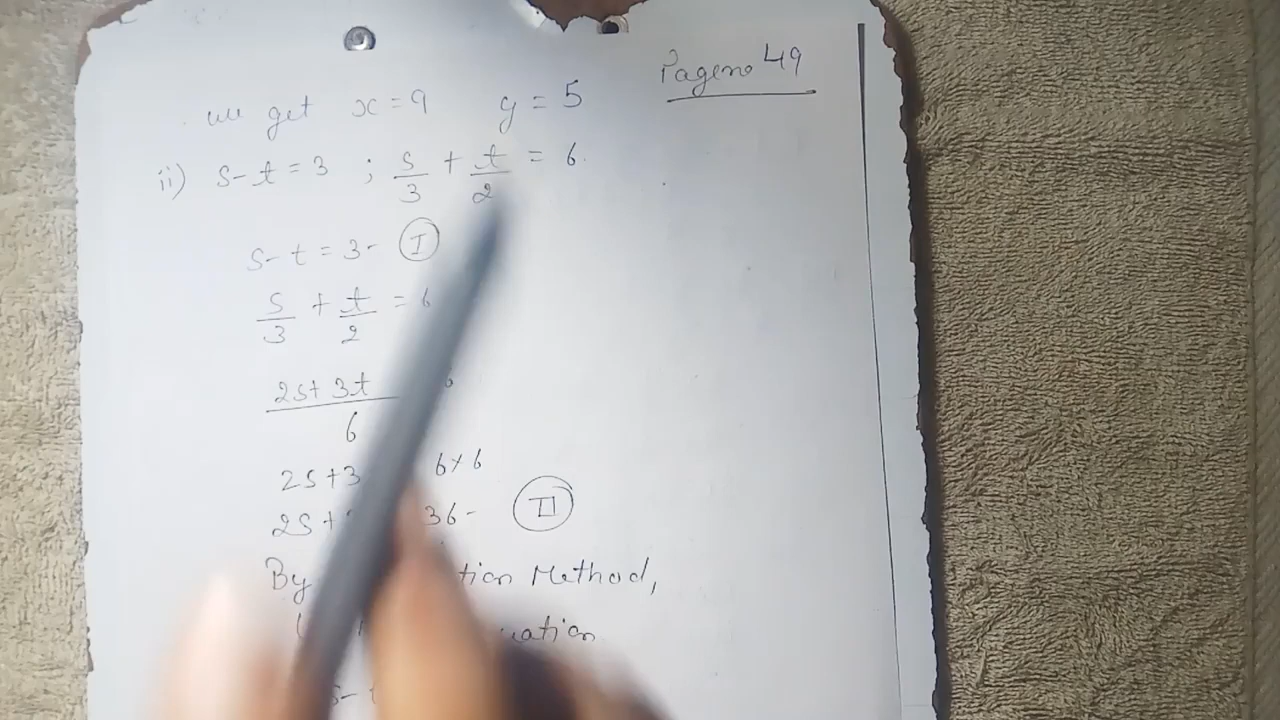 Page no 49
we get x = 9 y = 5
ii) s - t = 3 ; s/3 + t/2 = 6
s - t = 3 - I
s/3 + t/2 = 6
2s + 3t / 6 6
2s + 3 6 × 6
2s + 36 - II
By Method,
s - t